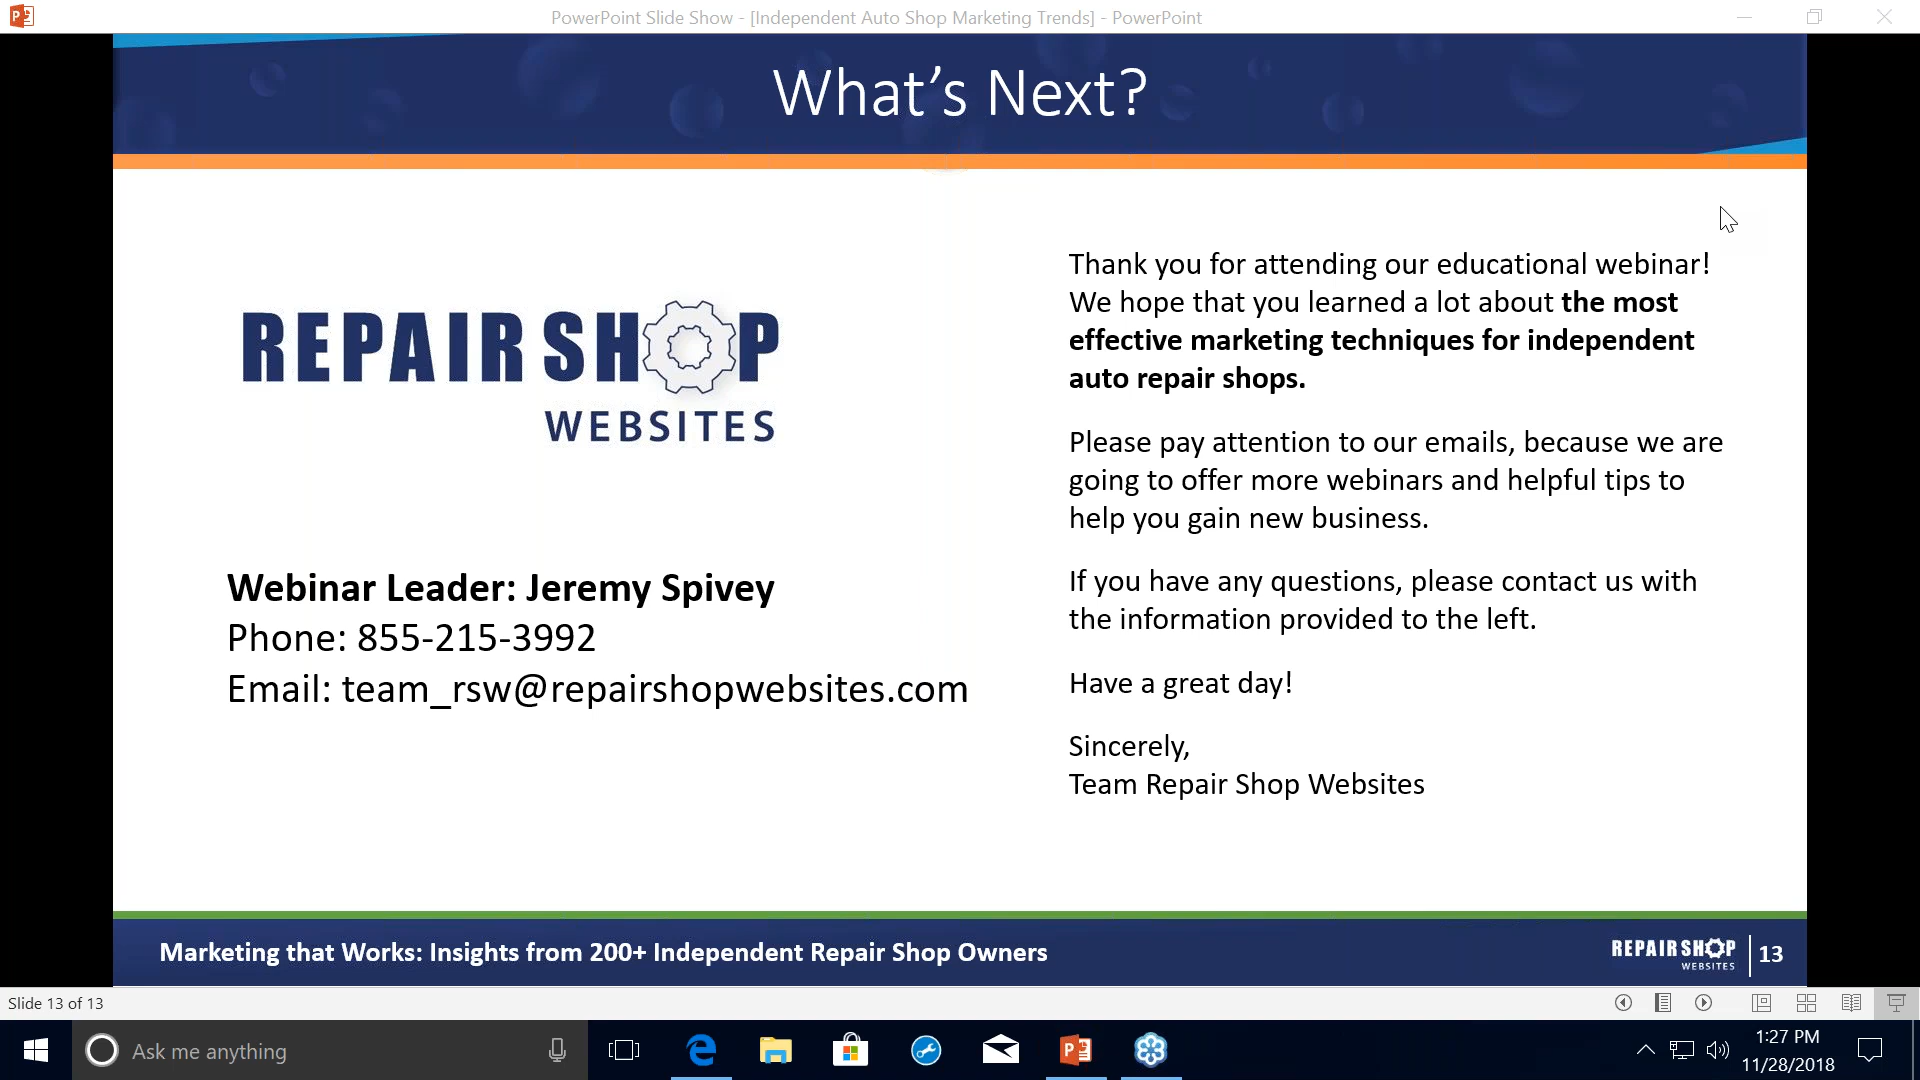 PowerPoint Slide Show - [Independent Auto Shop Marketing Trends] - PowerPoint
What’s Next?
REPAIR SHOP
WEBSITES
Webinar Leader: Jeremy Spivey
Phone: 855-215-3992
Email: team_rsw@repairshopwebsites.com
Thank you for attending our educational webinar!
We hope that you learned a lot about the most
effective marketing techniques for independent
auto repair shops.
Please pay attention to our emails, because we are
going to offer more webinars and helpful tips to
help you gain new business.
If you have any questions, please contact us with
the information provided to the left.
Have a great day!
Sincerely,
Team Repair Shop Websites
Marketing that Works: Insights from 200+ Independent Repair Shop Owners
REPAIR SHOP
WEBSITES
13
Slide 13 of 13
Ask me anything
1:27 PM
11/28/2018